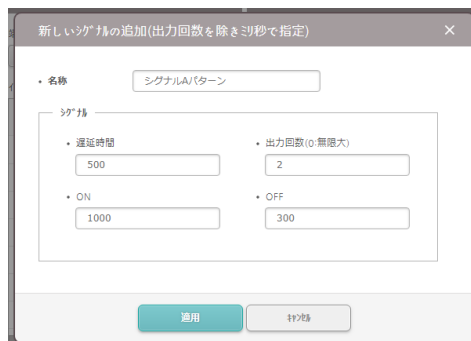 新しいｼｸﾞﾅﾙの追加(出力回数を除きﾐﾘ秒で指定)
×
• 名称
シグナルAパターン
ｼｸﾞﾅﾙ
• 遅延時間
• 出力回数(0:無限大)
500
2
• ON
• OFF
1000
300
適用
ｷｬﾝｾﾙ